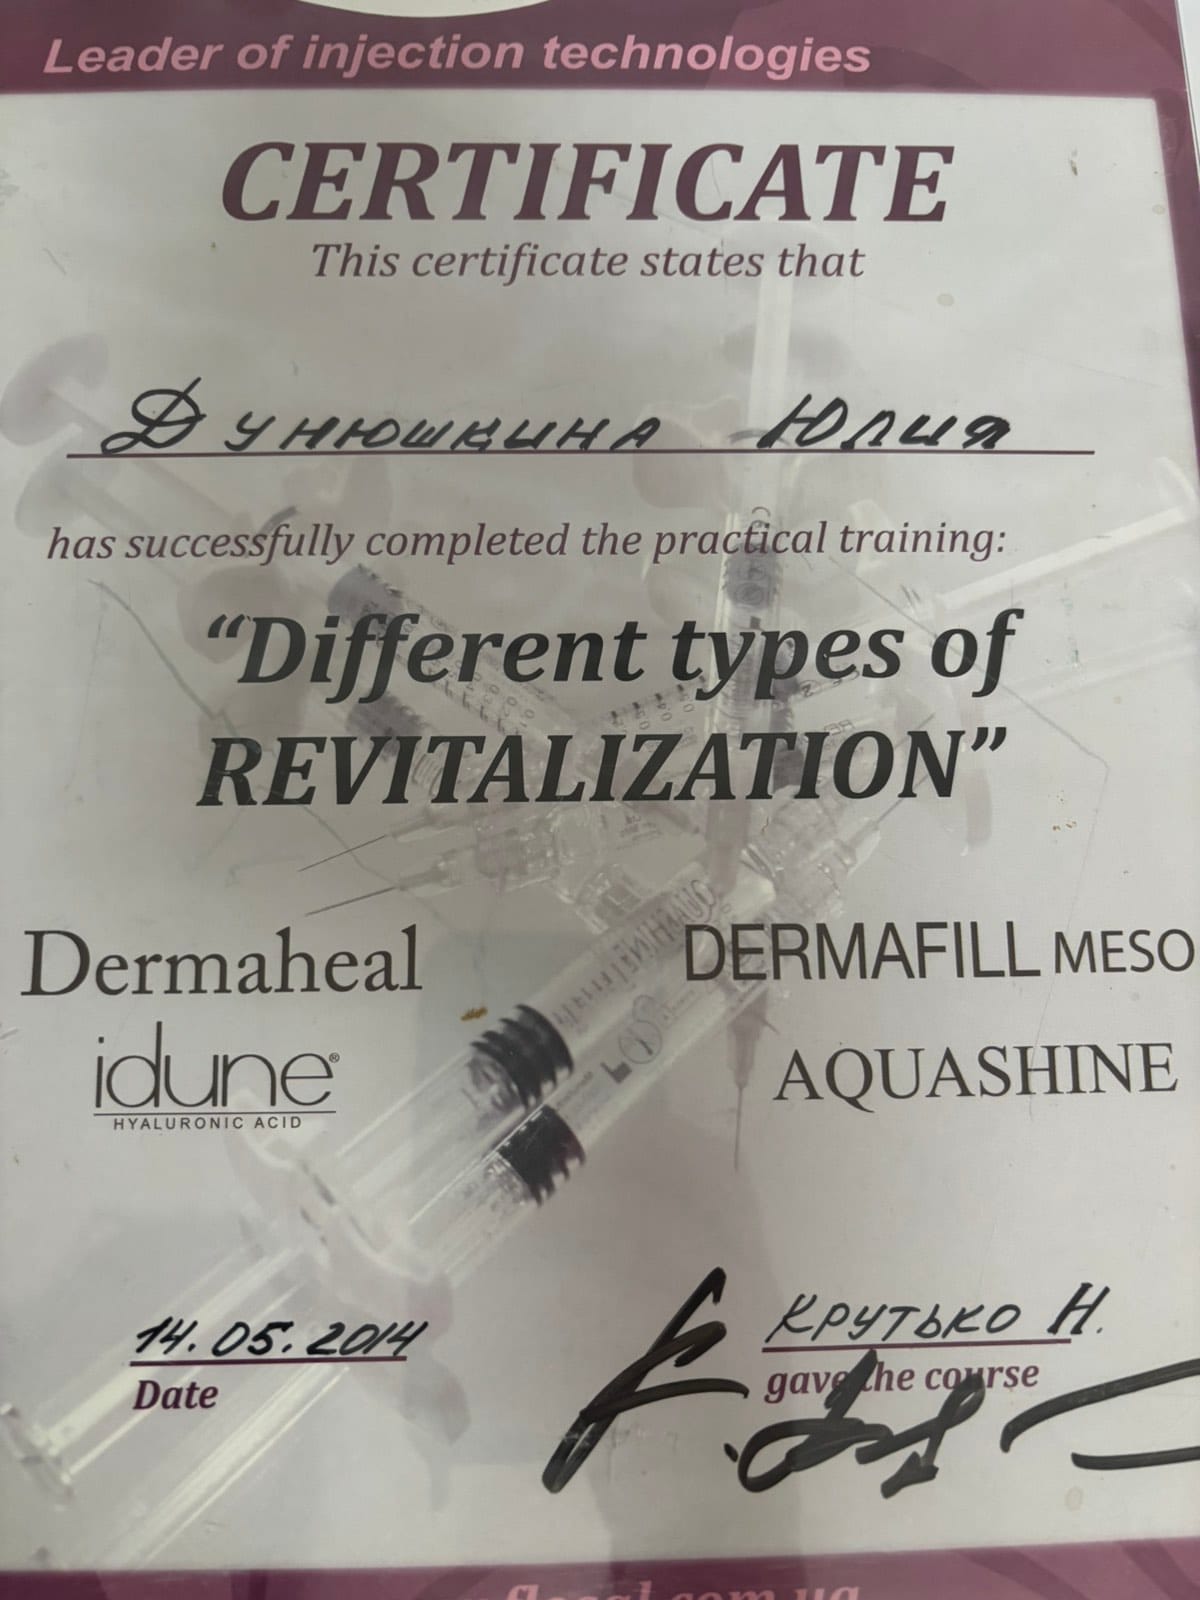 Leader of injection technologies
CERTIFICATE
This certificate states that
Дунюшкина Юлия
has successfully completed the practical training:
“Different types of
REVITALIZATION”
Dermaheal
DERMAFILL MESO
idune®
HYALURONIC ACID
AQUASHINE
14.05.2014
Date
Крутько Н.
gave the course